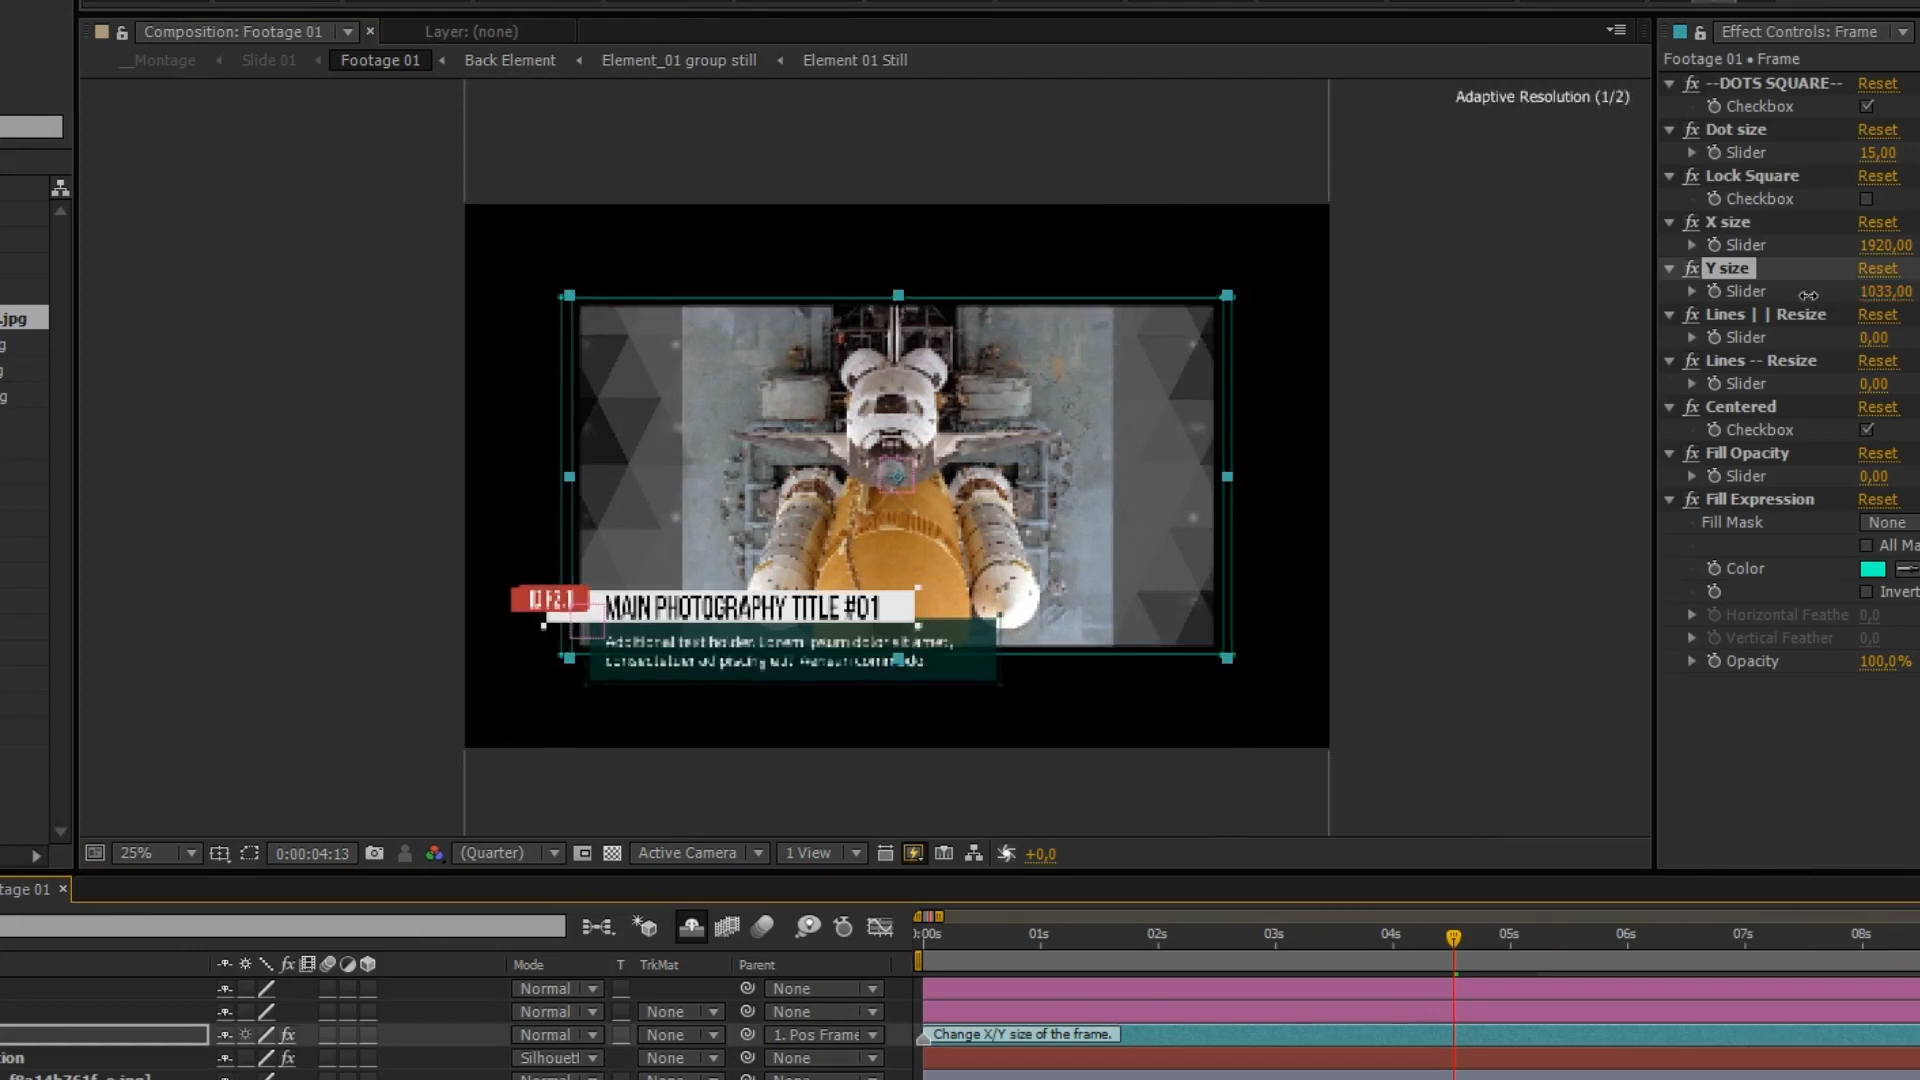 Composition: Footage 01
Layer: (none)
Effect Controls: Frame
__Montage
Slide 01
Footage 01
Back Element
Element_01 group still
Element 01 Still
Footage 01 • Frame
Adaptive Resolution (1/2)
--DOTS SQUARE-- Reset
Checkbox
Dot size Reset
Slider 15,00
Lock Square Reset
Checkbox
X size Reset
Slider 1920,00
Y size Reset
Slider 1033,00
Lines | | Resize Reset
Slider 0,00
Lines -- Resize Reset
Slider 0,00
Centered Reset
Checkbox
Fill Opacity Reset
Slider 0,00
Fill Expression Reset
Fill Mask None
All Ma
Color
Invert
Horizontal Feathe 0,0
Vertical Feather 0,0
Opacity 100,0%
.jpg
g
g
MAIN PHOTOGRAPHY TITLE #01
25%
0:00:04:13
(Quarter)
Active Camera
1 View
+0,0
tage 01
0:00s 01s 02s 03s 04s 05s 06s 07s 08s
Mode T TrkMat Parent
Normal None
Normal None None
Normal None 1. Pos Frame
Change X/Y size of the frame.
tion Silhouett None None